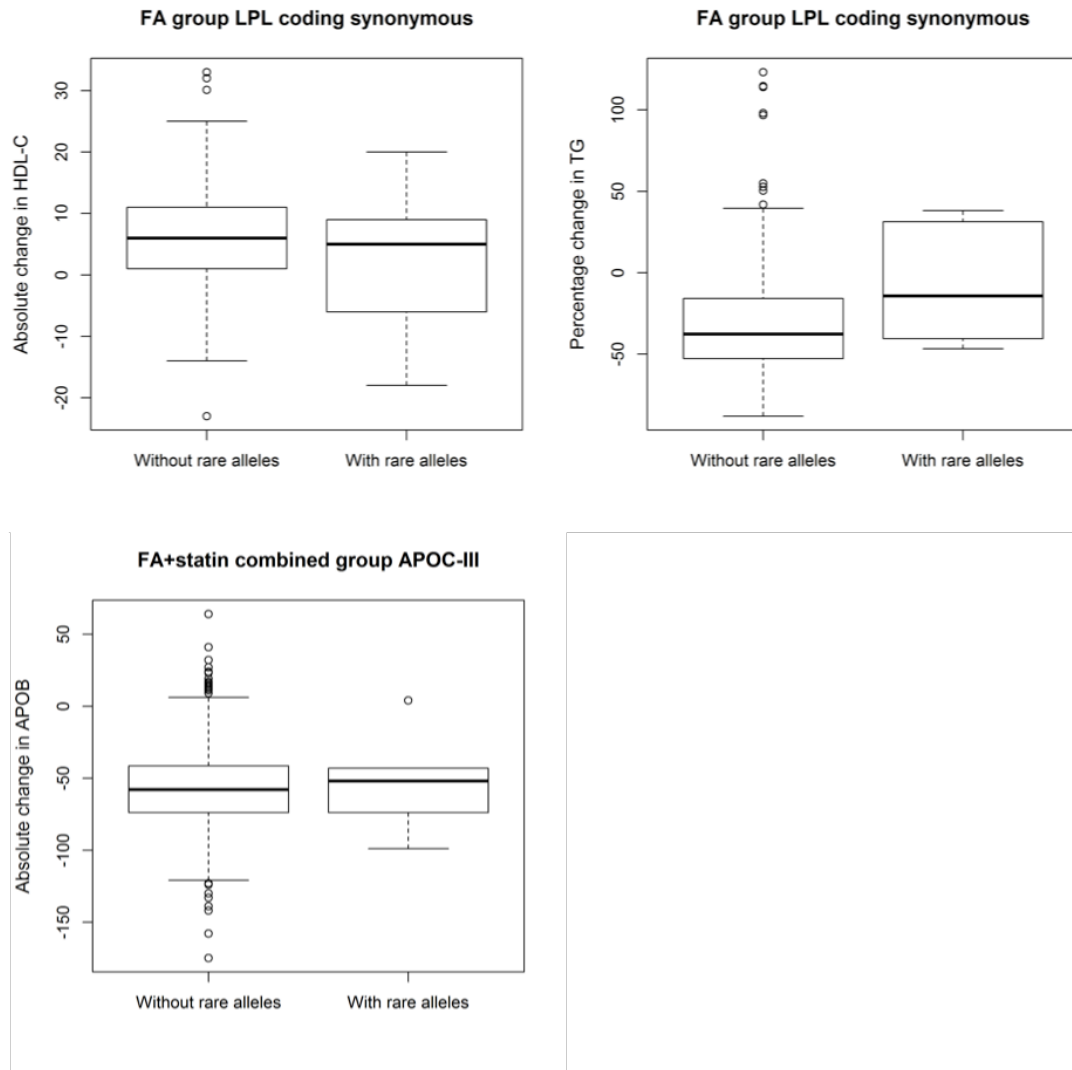 FA group LPL coding synonymous
Absolute change in HDL-C
30
20
10
0
-10
-20
Without rare alleles
With rare alleles
FA group LPL coding synonymous
Percentage change in TG
100
50
0
-50
Without rare alleles
With rare alleles
FA+statin combined group APOC-III
Absolute change in APOB
50
0
-50
-100
-150
Without rare alleles
With rare alleles